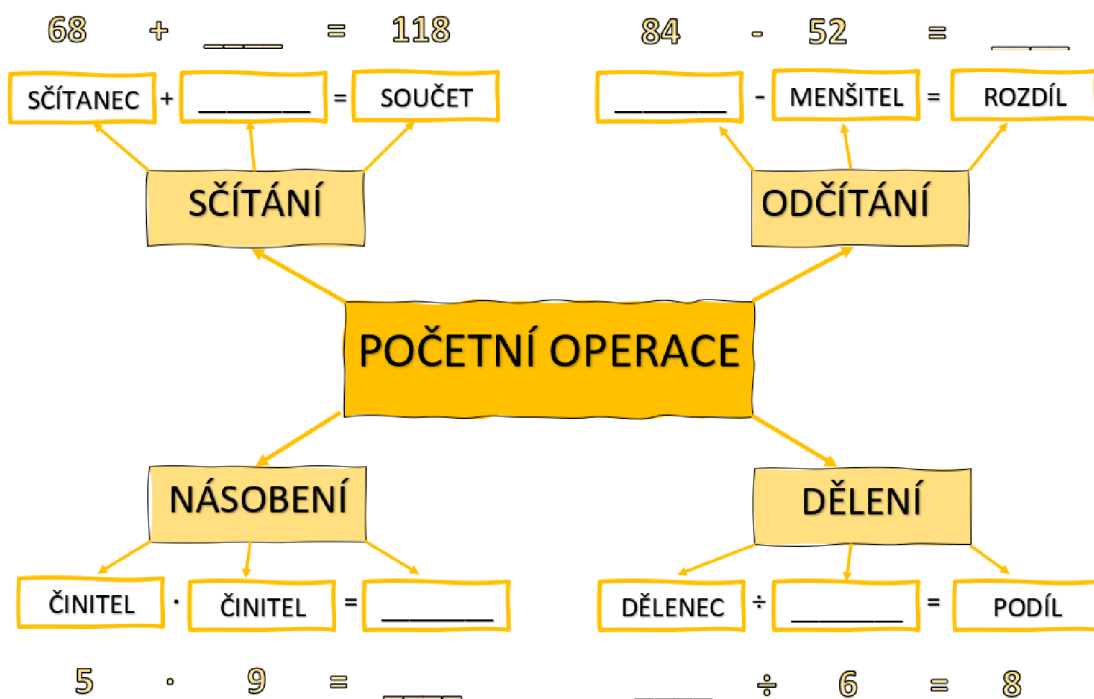 68 + ____ = 118
84 - 52 = ____
SČÍTANEC + ________ = SOUČET
________ - MENŠITEL = ROZDÍL
SČÍTÁNÍ
ODČÍTÁNÍ
POČETNÍ OPERACE
NÁSOBENÍ
DĚLENÍ
ČINITEL · ČINITEL = ________
DĚLENEC ÷ ________ = PODÍL
5 · 9 = ____
____ ÷ 6 = 8